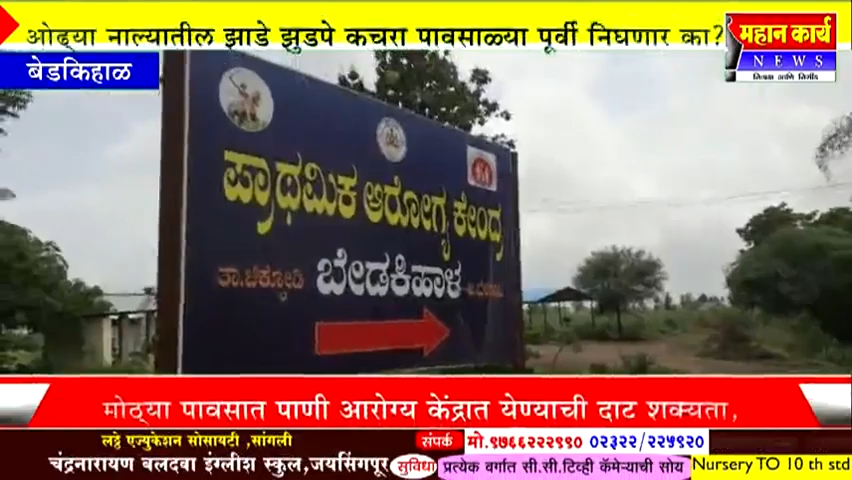 ओढ्या नाल्यातील झाडे झुडपे कचरा पावसाळ्या पूर्वी निघणार का?
महान कार्य
NEWS
बेडकिहाळ
ಪ್ರಾಥಮಿಕ ಆರೋಗ್ಯ ಕೇಂದ್ರ
ತಾ.ಚಿಕ್ಕೋಡಿ ಬೇಡಕಿಹಾಳ
मोठ्या पावसात पाणी आरोग्य केंद्रात येण्याची दाट शक्यता,
लठ्ठे एज्युकेशन सोसायटी ,सांगली
संपर्क मो.९७६६२२२९९० ०२३२२/२२५९२०
चंद्रनारायण बलदवा इंग्लीश स्कुल,जयसिंगपूर सुविधा प्रत्येक वर्गात सी.सी.टिव्ही कॅमेऱ्याची सोय Nursery TO 10 th std